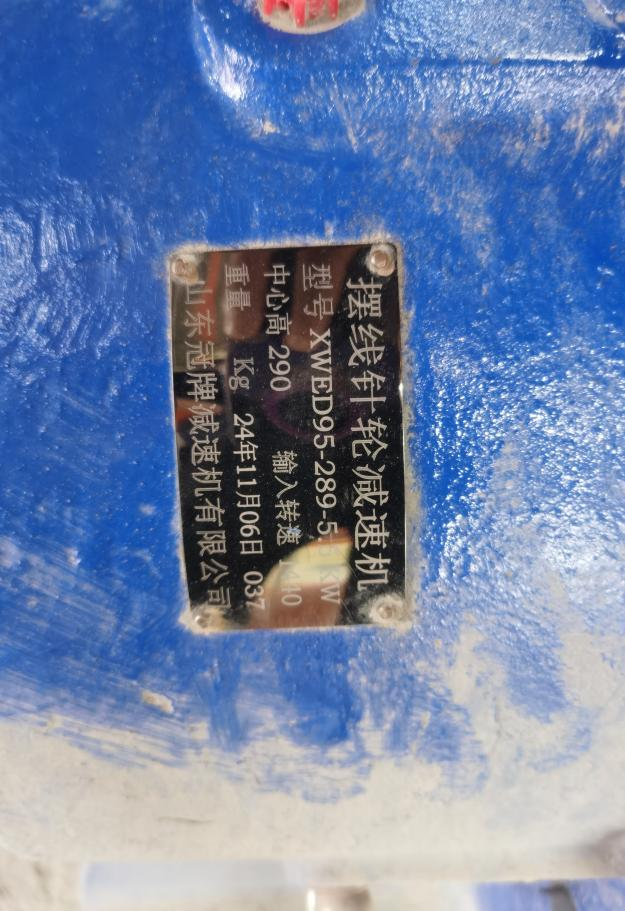 摆线针轮减速机
型号 XWED95-289-5.5KW
中心高 290 输入转速 1440
重量 Kg 24年11月06日 037
山东冠牌减速机有限公司